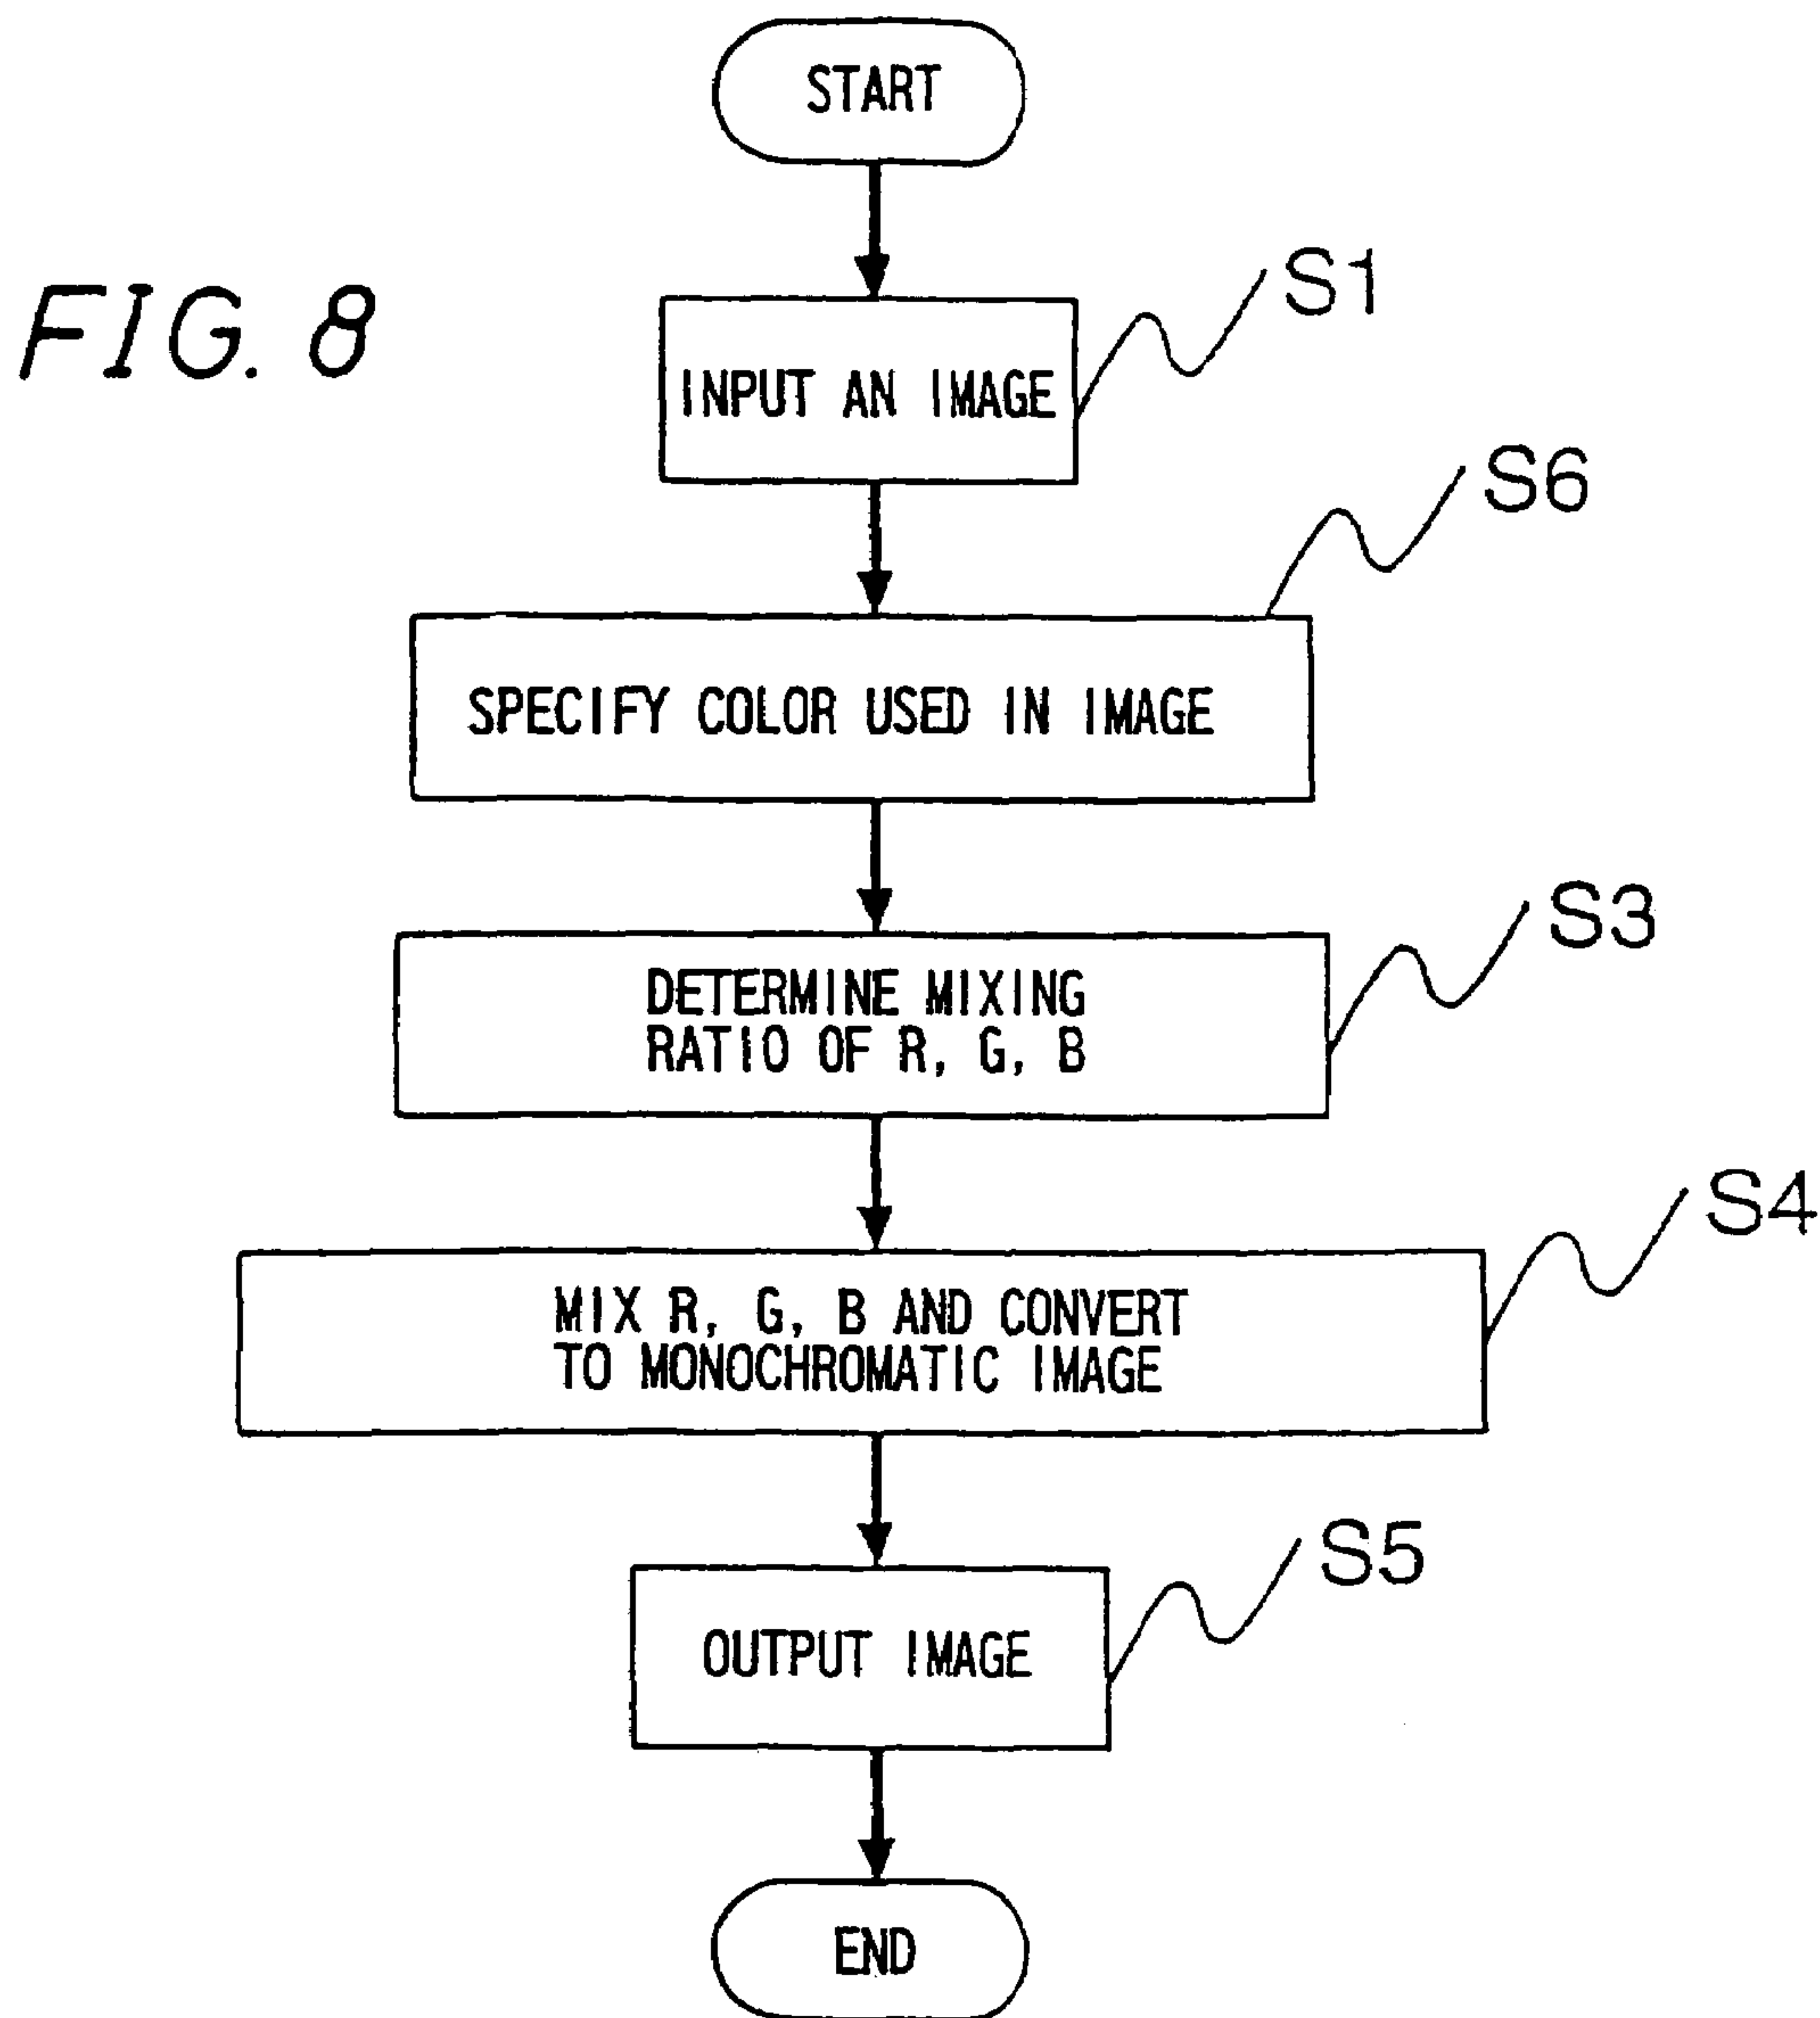 START
FIG. 8
S1
INPUT AN IMAGE
S6
SPECIFY COLOR USED IN IMAGE
S3
DETERMINE MIXING
RATIO OF R, G, B
S4
MIX R, G, B AND CONVERT
TO MONOCHROMATIC IMAGE
S5
OUTPUT IMAGE
END